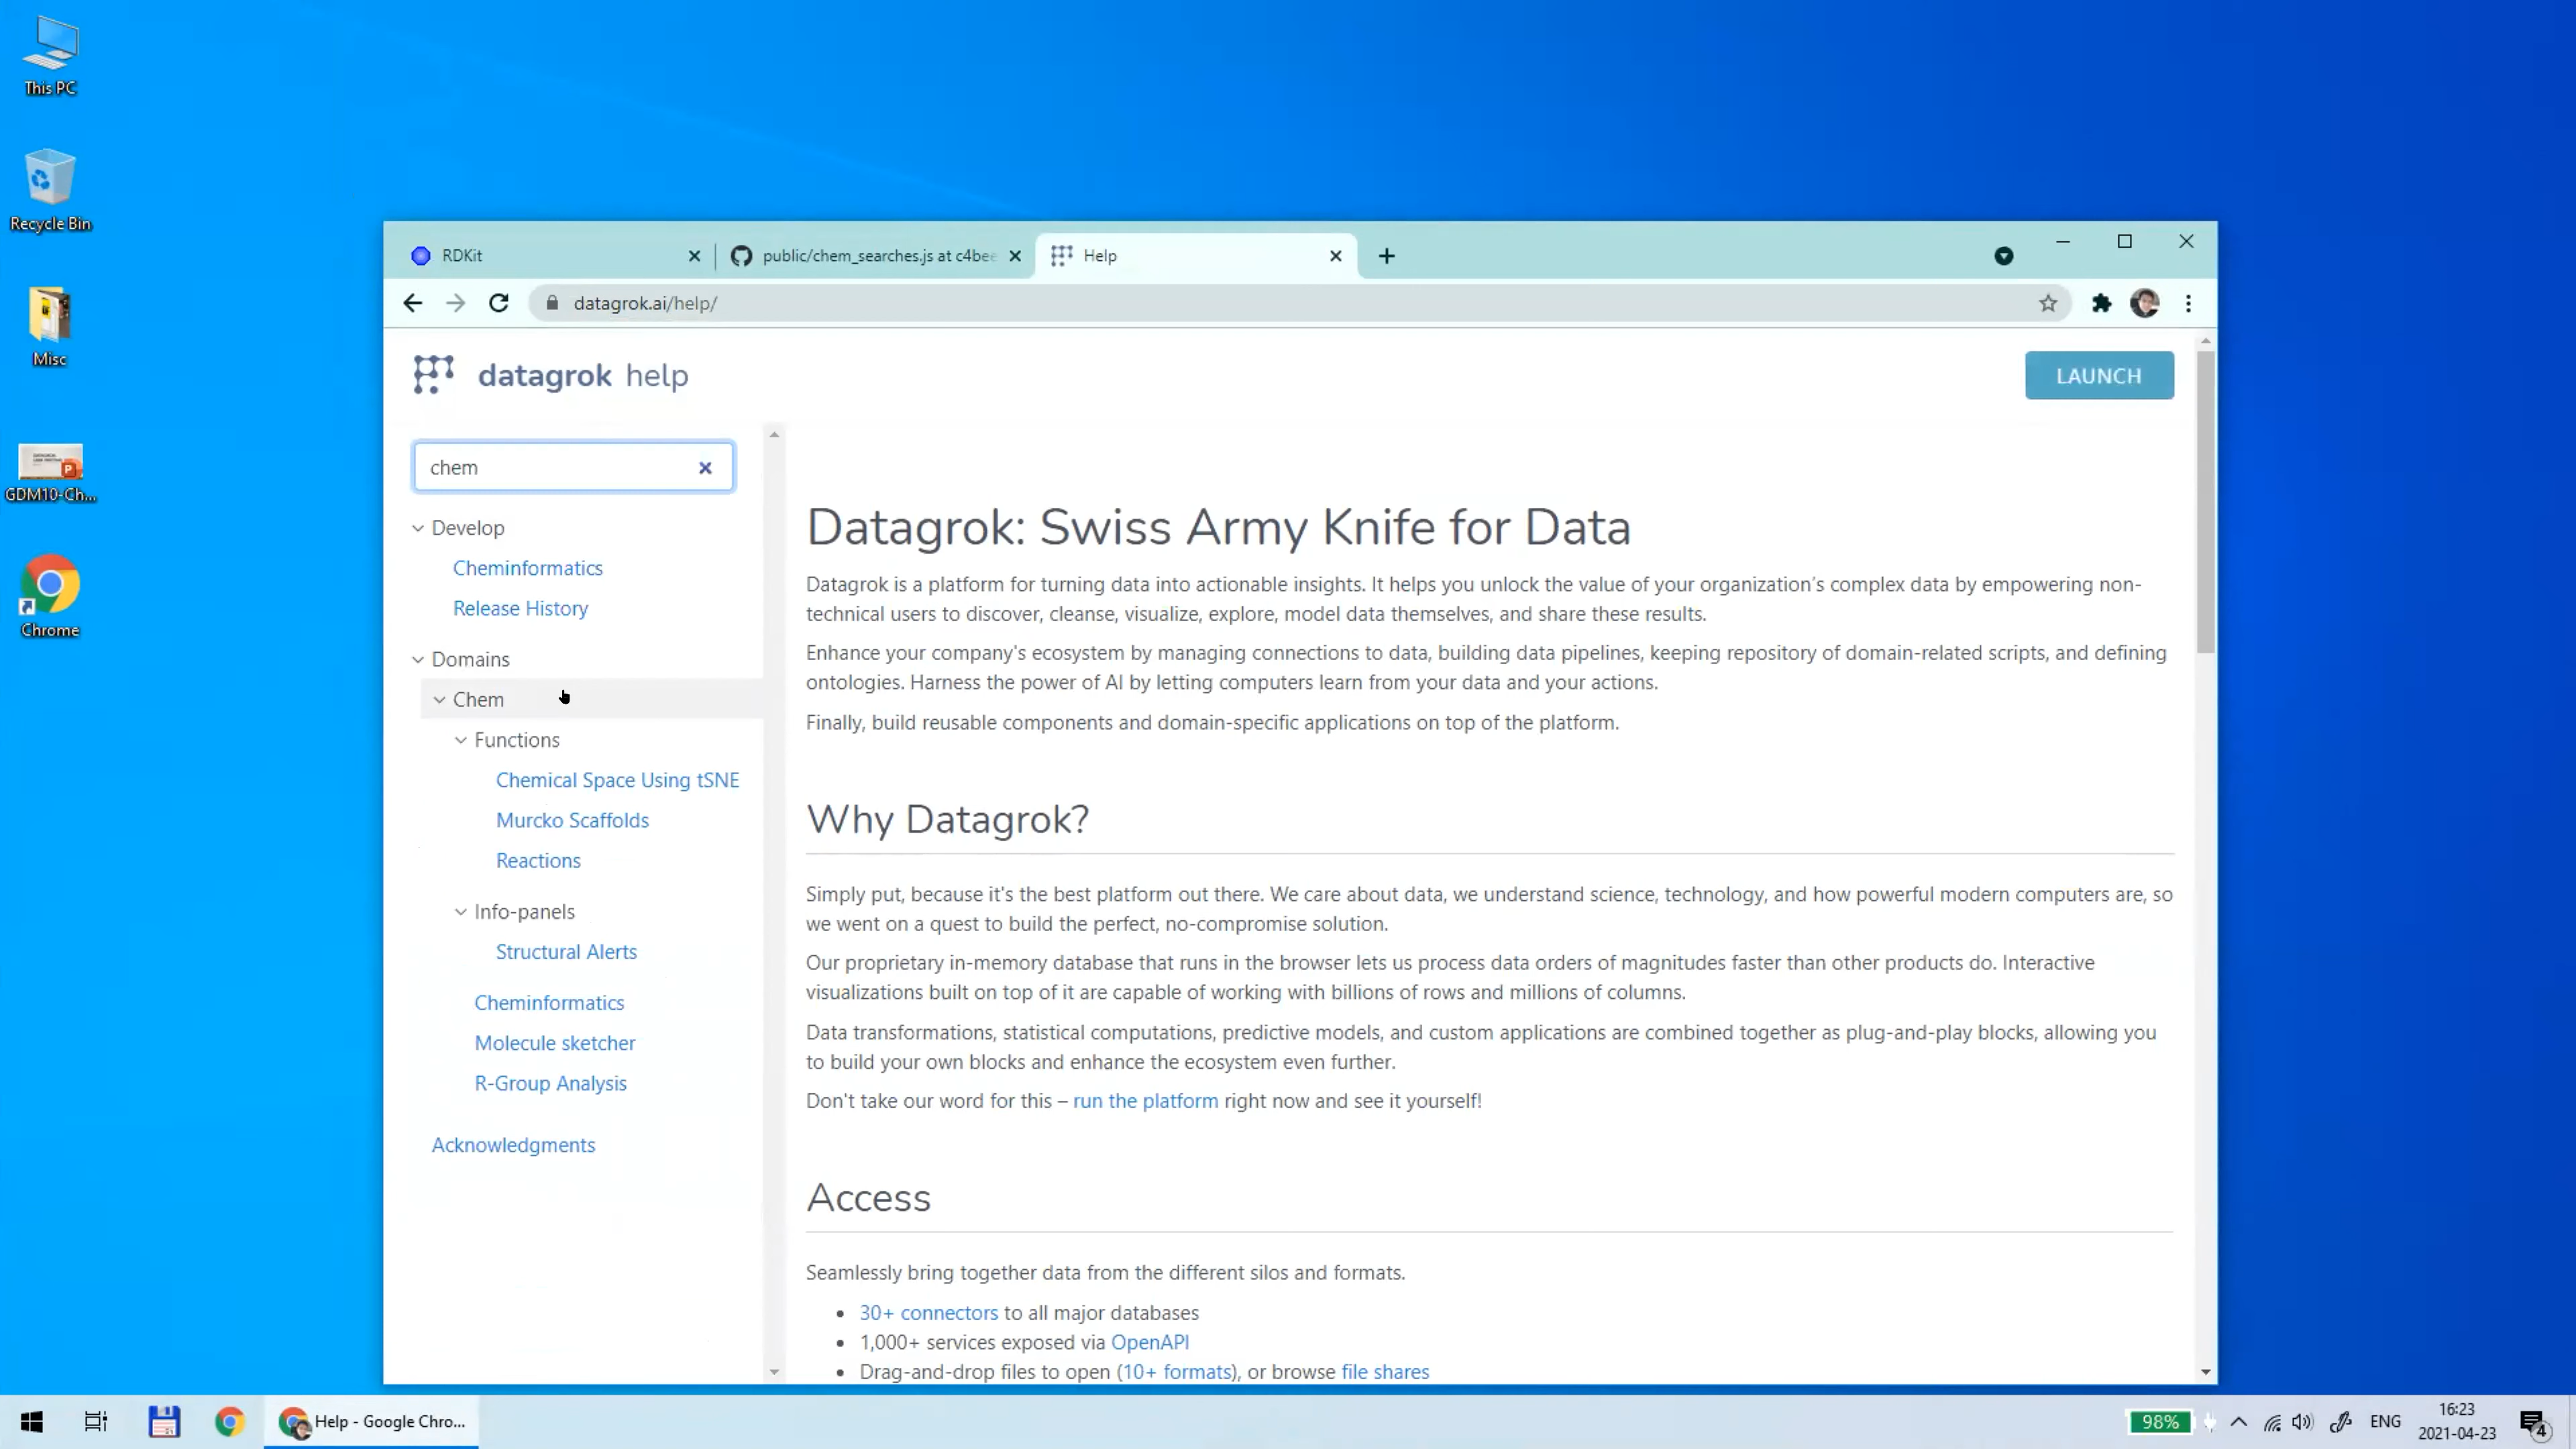 This PC
Recycle Bin
Misc
GDM10-Ch...
Chrome
RDKit
public/chem_searches.js at c4bee
Help
datagrok.ai/help/
datagrok help
LAUNCH
chem
Develop
Cheminformatics
Release History
Domains
Chem
Functions
Chemical Space Using tSNE
Murcko Scaffolds
Reactions
Info-panels
Structural Alerts
Cheminformatics
Molecule sketcher
R-Group Analysis
Acknowledgments
Datagrok: Swiss Army Knife for Data
Datagrok is a platform for turning data into actionable insights. It helps you unlock the value of your organization's complex data by empowering non-
technical users to discover, cleanse, visualize, explore, model data themselves, and share these results.
Enhance your company's ecosystem by managing connections to data, building data pipelines, keeping repository of domain-related scripts, and defining
ontologies. Harness the power of AI by letting computers learn from your data and your actions.
Finally, build reusable components and domain-specific applications on top of the platform.
Why Datagrok?
Simply put, because it's the best platform out there. We care about data, we understand science, technology, and how powerful modern computers are, so
we went on a quest to build the perfect, no-compromise solution.
Our proprietary in-memory database that runs in the browser lets us process data orders of magnitudes faster than other products do. Interactive
visualizations built on top of it are capable of working with billions of rows and millions of columns.
Data transformations, statistical computations, predictive models, and custom applications are combined together as plug-and-play blocks, allowing you
to build your own blocks and enhance the ecosystem even further.
Don't take our word for this – run the platform right now and see it yourself!
Access
Seamlessly bring together data from the different silos and formats.
• 30+ connectors to all major databases
• 1,000+ services exposed via OpenAPI
• Drag-and-drop files to open (10+ formats), or browse file shares
Help - Google Chro...
98%
ENG
16:23
2021-04-23
4